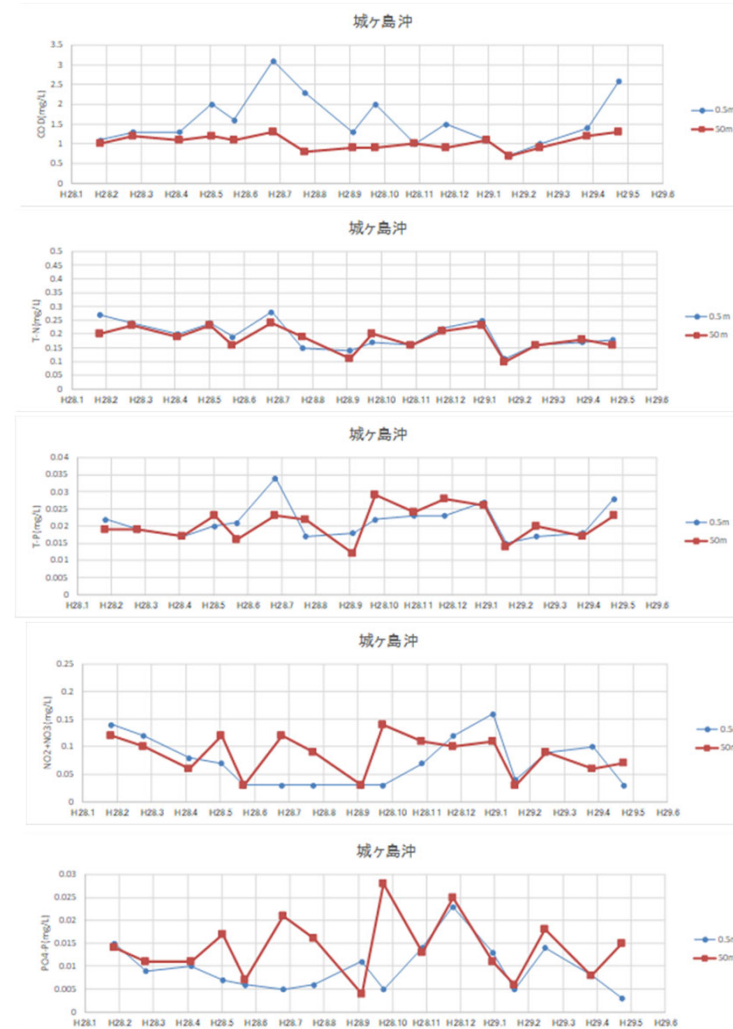 城ヶ島沖
COD(mg/L)
3.5
3
2.5
2
1.5
1
0.5
0
H28.1 H28.2 H28.3 H28.4 H28.5 H28.6 H28.7 H28.8 H28.9 H28.10 H28.11 H28.12 H29.1 H29.2 H29.3 H29.4 H29.5 H29.6
0.5m
50m
城ヶ島沖
T-N(mg/L)
0.5
0.45
0.4
0.35
0.3
0.25
0.2
0.15
0.1
0.05
0
H28.1 H28.2 H28.3 H28.4 H28.5 H28.6 H28.7 H28.8 H28.9 H28.10 H28.11 H28.12 H29.1 H29.2 H29.3 H29.4 H29.5 H29.6
0.5m
50m
城ヶ島沖
T-P(mg/L)
0.04
0.035
0.03
0.025
0.02
0.015
0.01
0.005
0
H28.1 H28.2 H28.3 H28.4 H28.5 H28.6 H28.7 H28.8 H28.9 H28.10 H28.11 H28.12 H29.1 H29.2 H29.3 H29.4 H29.5 H29.6
0.5m
50m
城ヶ島沖
NO2+NO3(mg/L)
0.25
0.2
0.15
0.1
0.05
0
H28.1 H28.2 H28.3 H28.4 H28.5 H28.6 H28.7 H28.8 H28.9 H28.10 H28.11 H28.12 H29.1 H29.2 H29.3 H29.4 H29.5 H29.6
0.5m
50m
城ヶ島沖
PO4-P(mg/L)
0.03
0.025
0.02
0.015
0.01
0.005
0
H28.1 H28.2 H28.3 H28.4 H28.5 H28.6 H28.7 H28.8 H28.9 H28.10 H28.11 H28.12 H29.1 H29.2 H29.3 H29.4 H29.5 H29.6
0.5m
50m